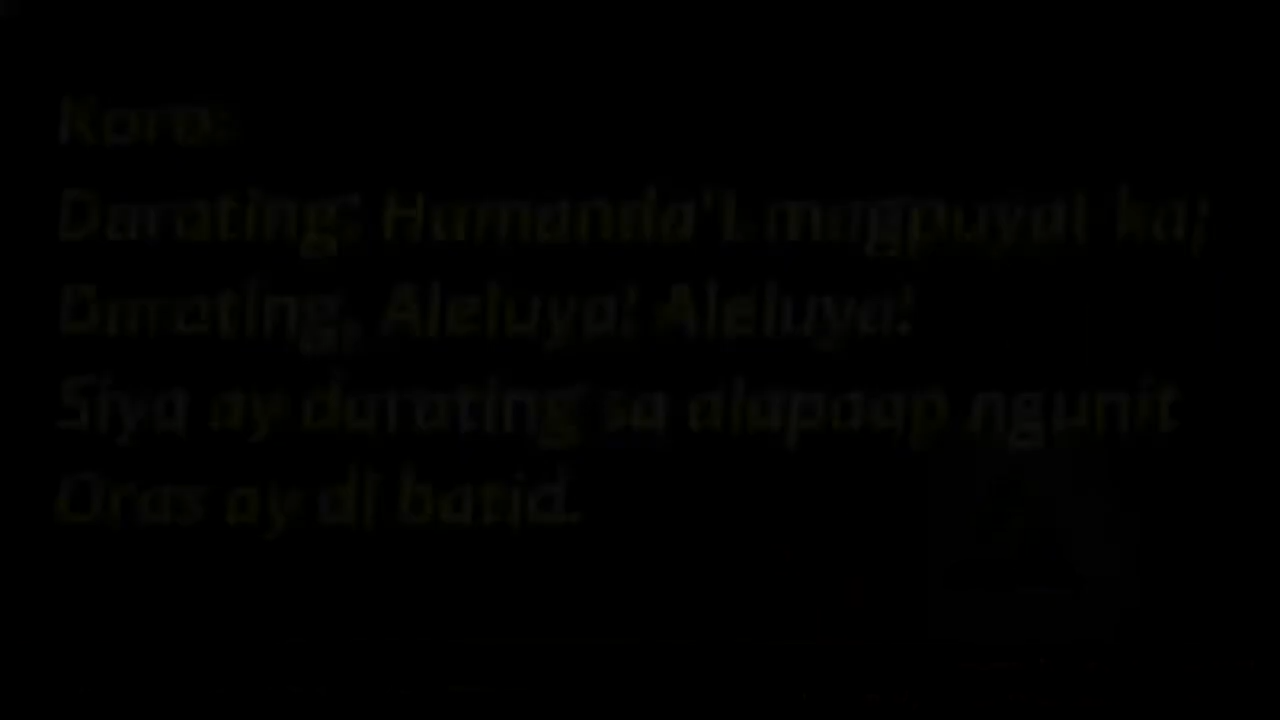 Koro:
Darating; Humanda't magpuyat ka;
Darating, Aleluya! Aleluya!
Siya ay darating sa alapaap ngunit
Oras ay di batid.